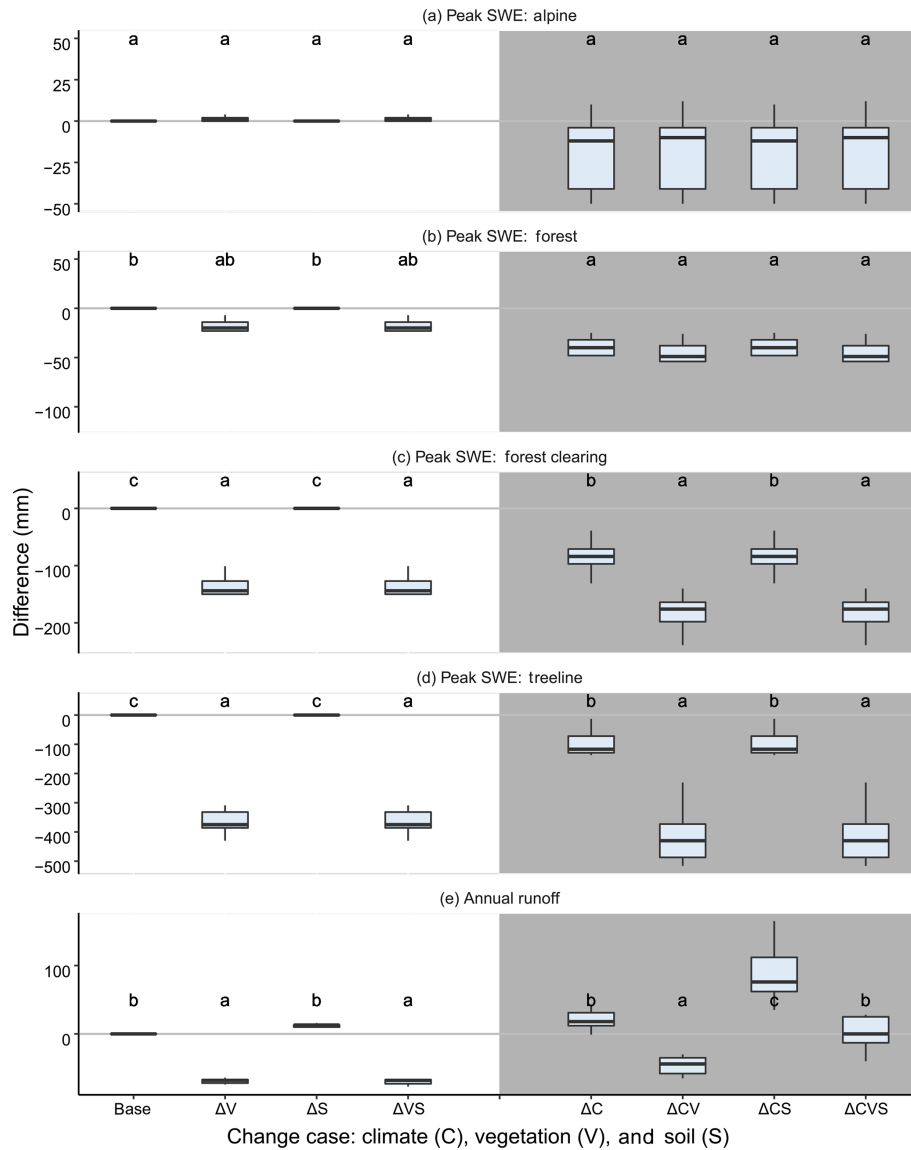 (a) Peak SWE: alpine
a a a a a a a a
50
25
0
−25
−50
(b) Peak SWE: forest
b ab b ab a a a a
50
0
−50
−100
(c) Peak SWE: forest clearing
c a c a b a b a
0
−100
−200
(d) Peak SWE: treeline
c a c a b a b a
0
−100
−200
−300
−400
−500
(e) Annual runoff
b a b a b a c b
100
0
Difference (mm)
Base ΔV ΔS ΔVS ΔC ΔCV ΔCS ΔCVS
Change case: climate (C), vegetation (V), and soil (S)